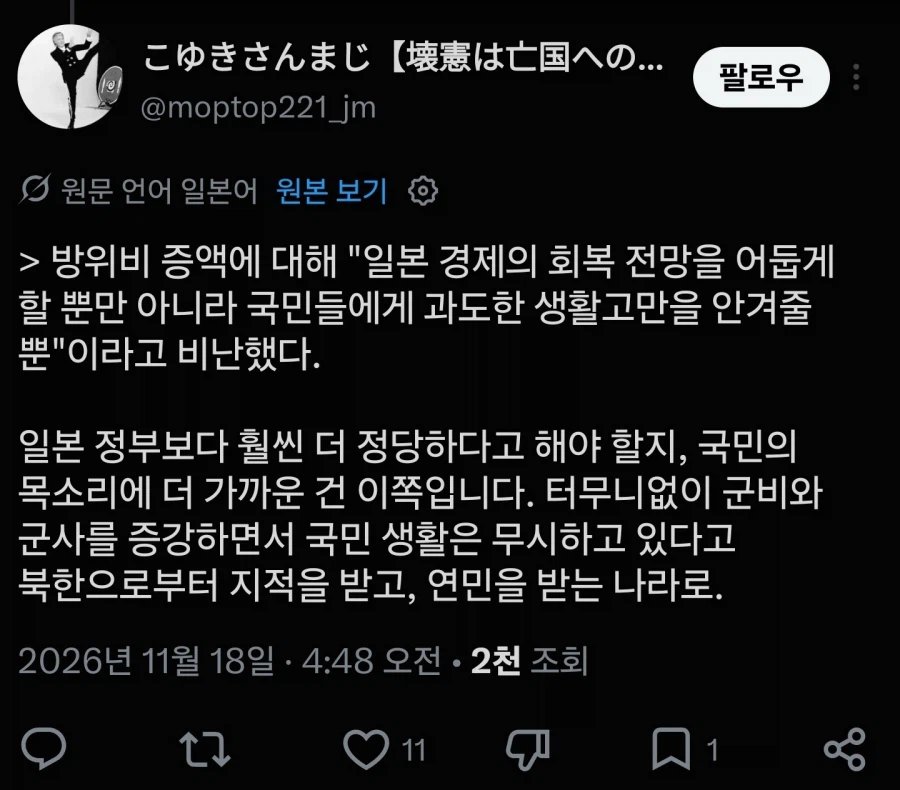 こゆきさんまじ【壊憲は亡国への...
@moptop221_jm
팔로우
원문 언어 일본어 원본 보기
> 방위비 증액에 대해 "일본 경제의 회복 전망을 어둡게
할 뿐만 아니라 국민들에게 과도한 생활고만을 안겨줄
뿐"이라고 비난했다.
일본 정부보다 훨씬 더 정당하다고 해야 할지, 국민의
목소리에 더 가까운 건 이쪽입니다. 터무니없이 군비와
군사를 증강하면서 국민 생활은 무시하고 있다고
북한으로부터 지적을 받고, 연민을 받는 나라로.
2026년 11월 18일 · 4:48 오전 • 2천 조회
11
1